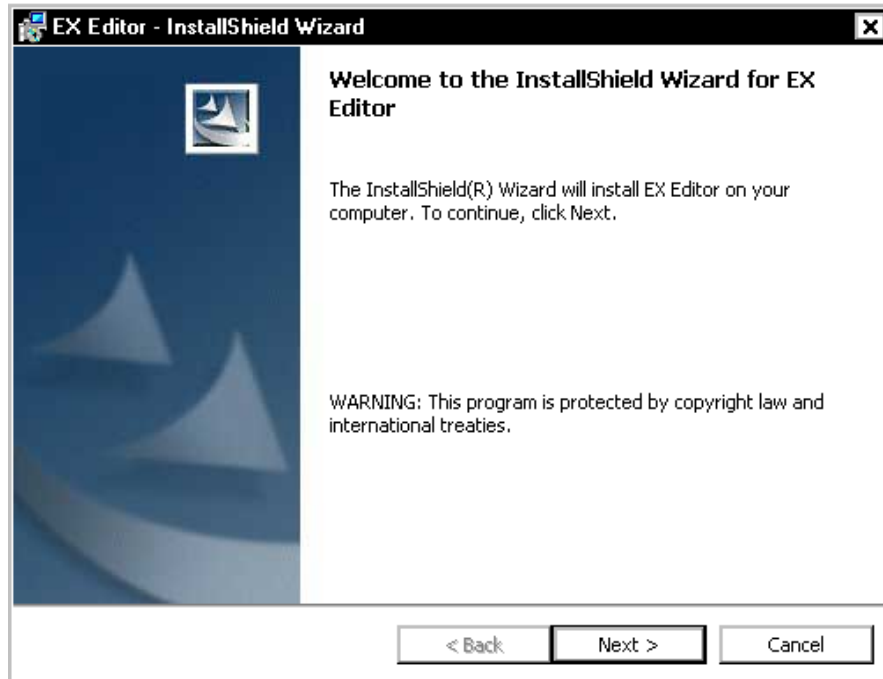 EX Editor - InstallShield Wizard
Welcome to the InstallShield Wizard for EX
Editor
The InstallShield(R) Wizard will install EX Editor on your
computer. To continue, click Next.
WARNING: This program is protected by copyright law and
international treaties.
< Back
Next >
Cancel